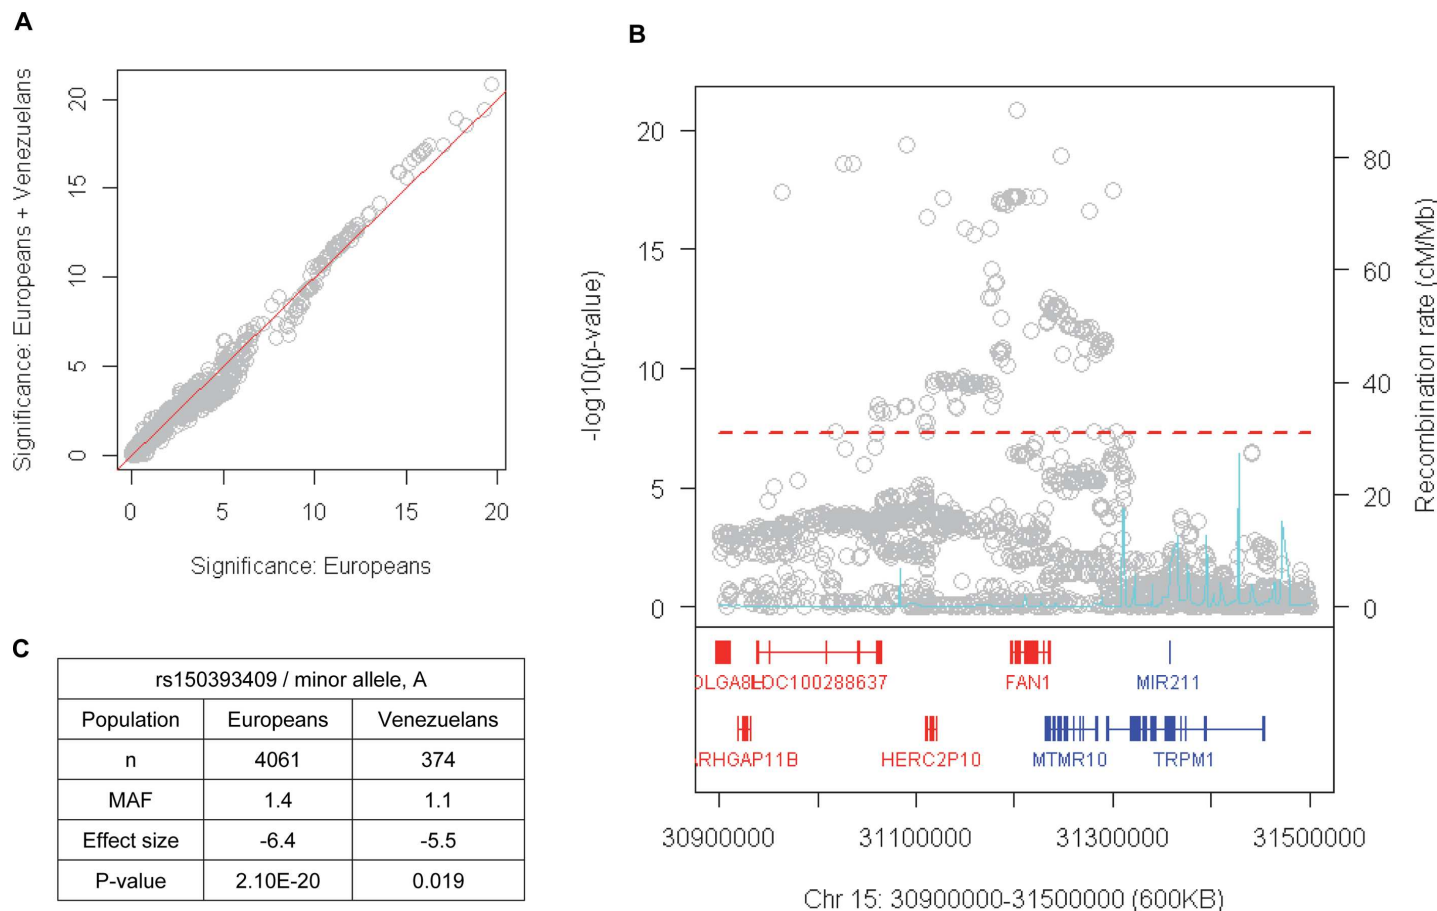 A
Significance: Europeans + Venezuelans
20
15
10
5
0
0 5 10 15 20
Significance: Europeans
B
-log10(p-value)
20
15
10
5
0
80
60
40
20
0
Recombination rate (cM/Mb)
LOC100288637 FAN1 MIR211
RHGAP11B HERC2P10 MTMR10 TRPM1
30900000 31100000 31300000 31500000
Chr 15: 30900000-31500000 (600KB)
C
rs150393409 / minor allele, A
Population Europeans Venezuelans
n 4061 374
MAF 1.4 1.1
Effect size -6.4 -5.5
P-value 2.10E-20 0.019